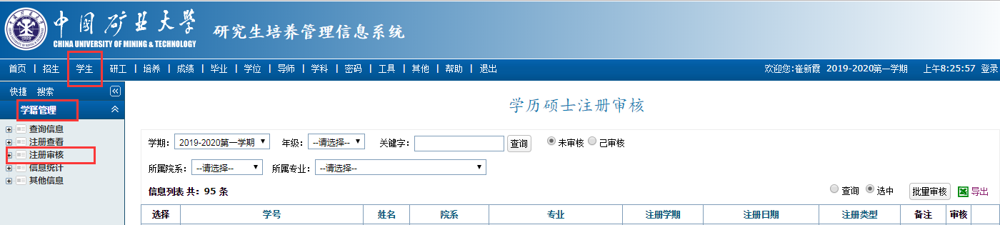 中国矿业大学
CHINA UNIVERSITY OF MINING & TECHNOLOGY
研究生培养管理信息系统
首页 | 招生 | 学生 | 研工 | 培养 | 成绩 | 毕业 | 学位 | 导师 | 学科 | 密码 | 工具 | 其他 | 帮助 | 退出 欢迎您:崔新霞 2019-2020第一学期 上午8:25:57 登录
快捷 搜索
学籍管理
查询信息
注册查看
注册审核
信息统计
其他信息
学历硕士注册审核
学期: 2019-2020第一学期 年级: --请选择-- 关键字: 查询 未审核 已审核
所属院系: --请选择-- 所属专业: --请选择--
信息列表 共: 95 条 查询 选中 批量审核 导出
选择 学号 姓名 院系 专业 注册学期 注册日期 注册类型 备注 审核